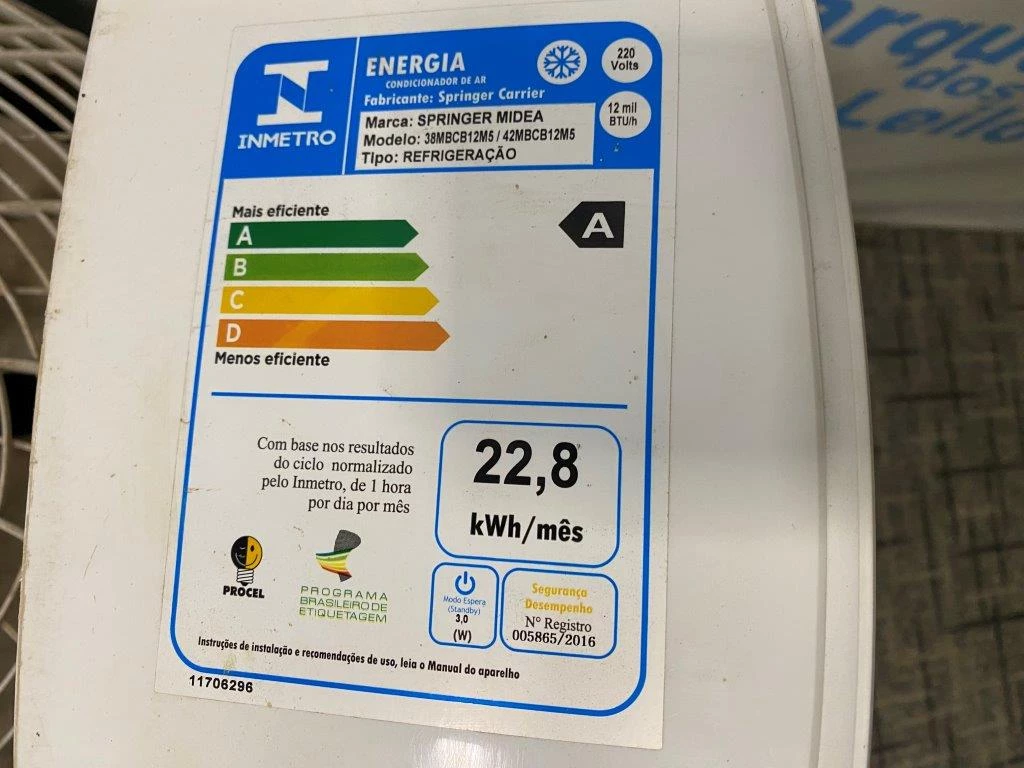 INMETRO
ENERGIA
CONDICIONADOR DE AR
Fabricante: Springer Carrier
220
Volts
12 mil
BTU/h
Marca: SPRINGER MIDEA
Modelo: 38MBCB12M5 / 42MBCB12M5
Tipo: REFRIGERAÇÃO
Mais eficiente
A
A
B
C
D
Menos eficiente
Com base nos resultados
do ciclo normalizado
pelo Inmetro, de 1 hora
por dia por mês
22,8
kWh/mês
PROCEL
PROGRAMA
BRASILEIRO DE
ETIQUETAGEM
Modo Espera
(Standby)
3,0
(W)
Segurança
Desempenho
N° Registro
005865/2016
Instruções de instalação e recomendações de uso, leia o Manual do aparelho
11706296
dos